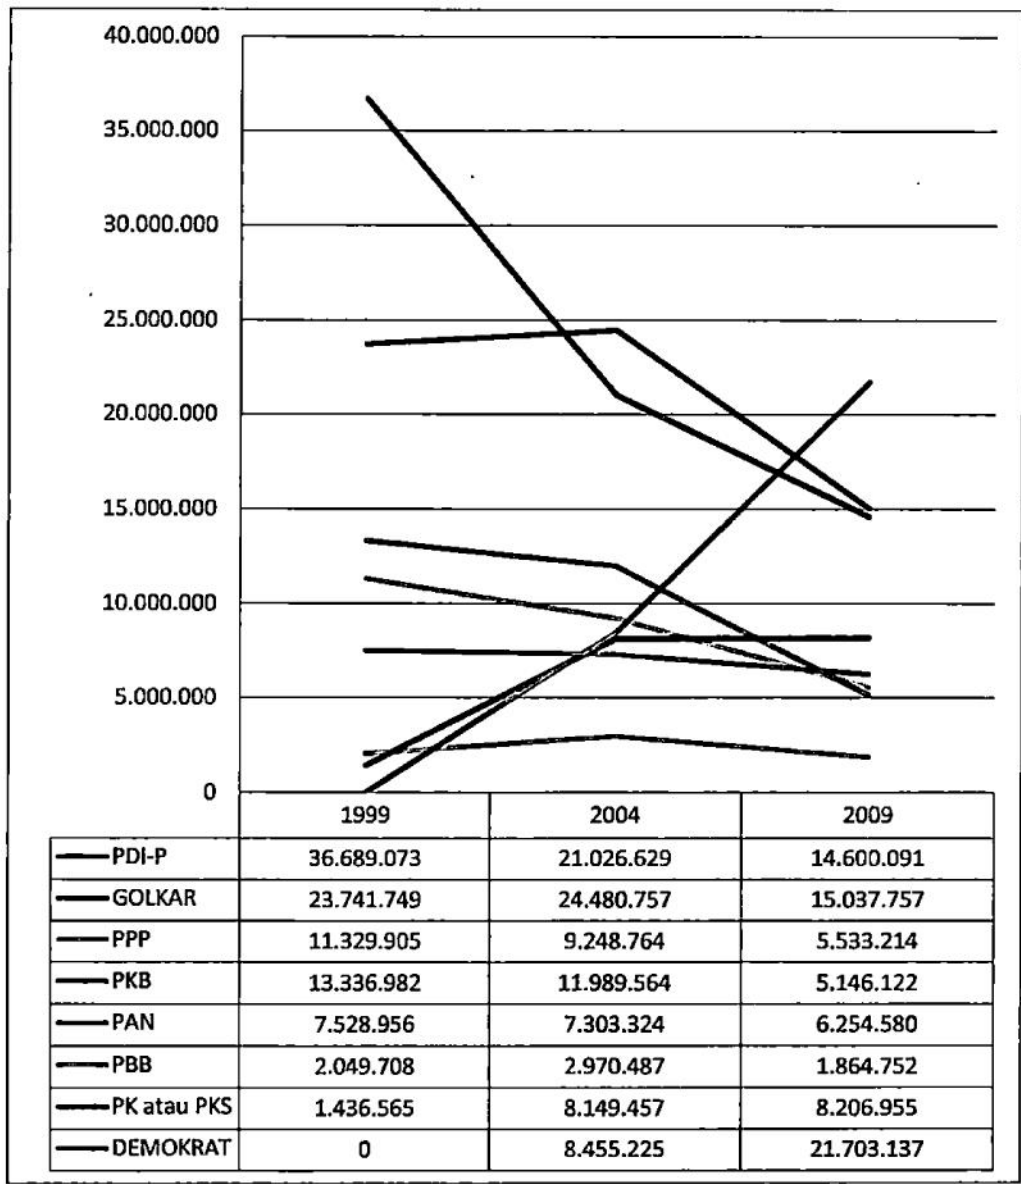 40.000.000
35.000.000
30.000.000
25.000.000
20.000.000
15.000.000
10.000.000
5.000.000
0
1999 2004 2009
PDI-P 36.689.073 21.026.629 14.600.091
GOLKAR 23.741.749 24.480.757 15.037.757
PPP 11.329.905 9.248.764 5.533.214
PKB 13.336.982 11.989.564 5.146.122
PAN 7.528.956 7.303.324 6.254.580
PBB 2.049.708 2.970.487 1.864.752
PK atau PKS 1.436.565 8.149.457 8.206.955
DEMOKRAT 0 8.455.225 21.703.137